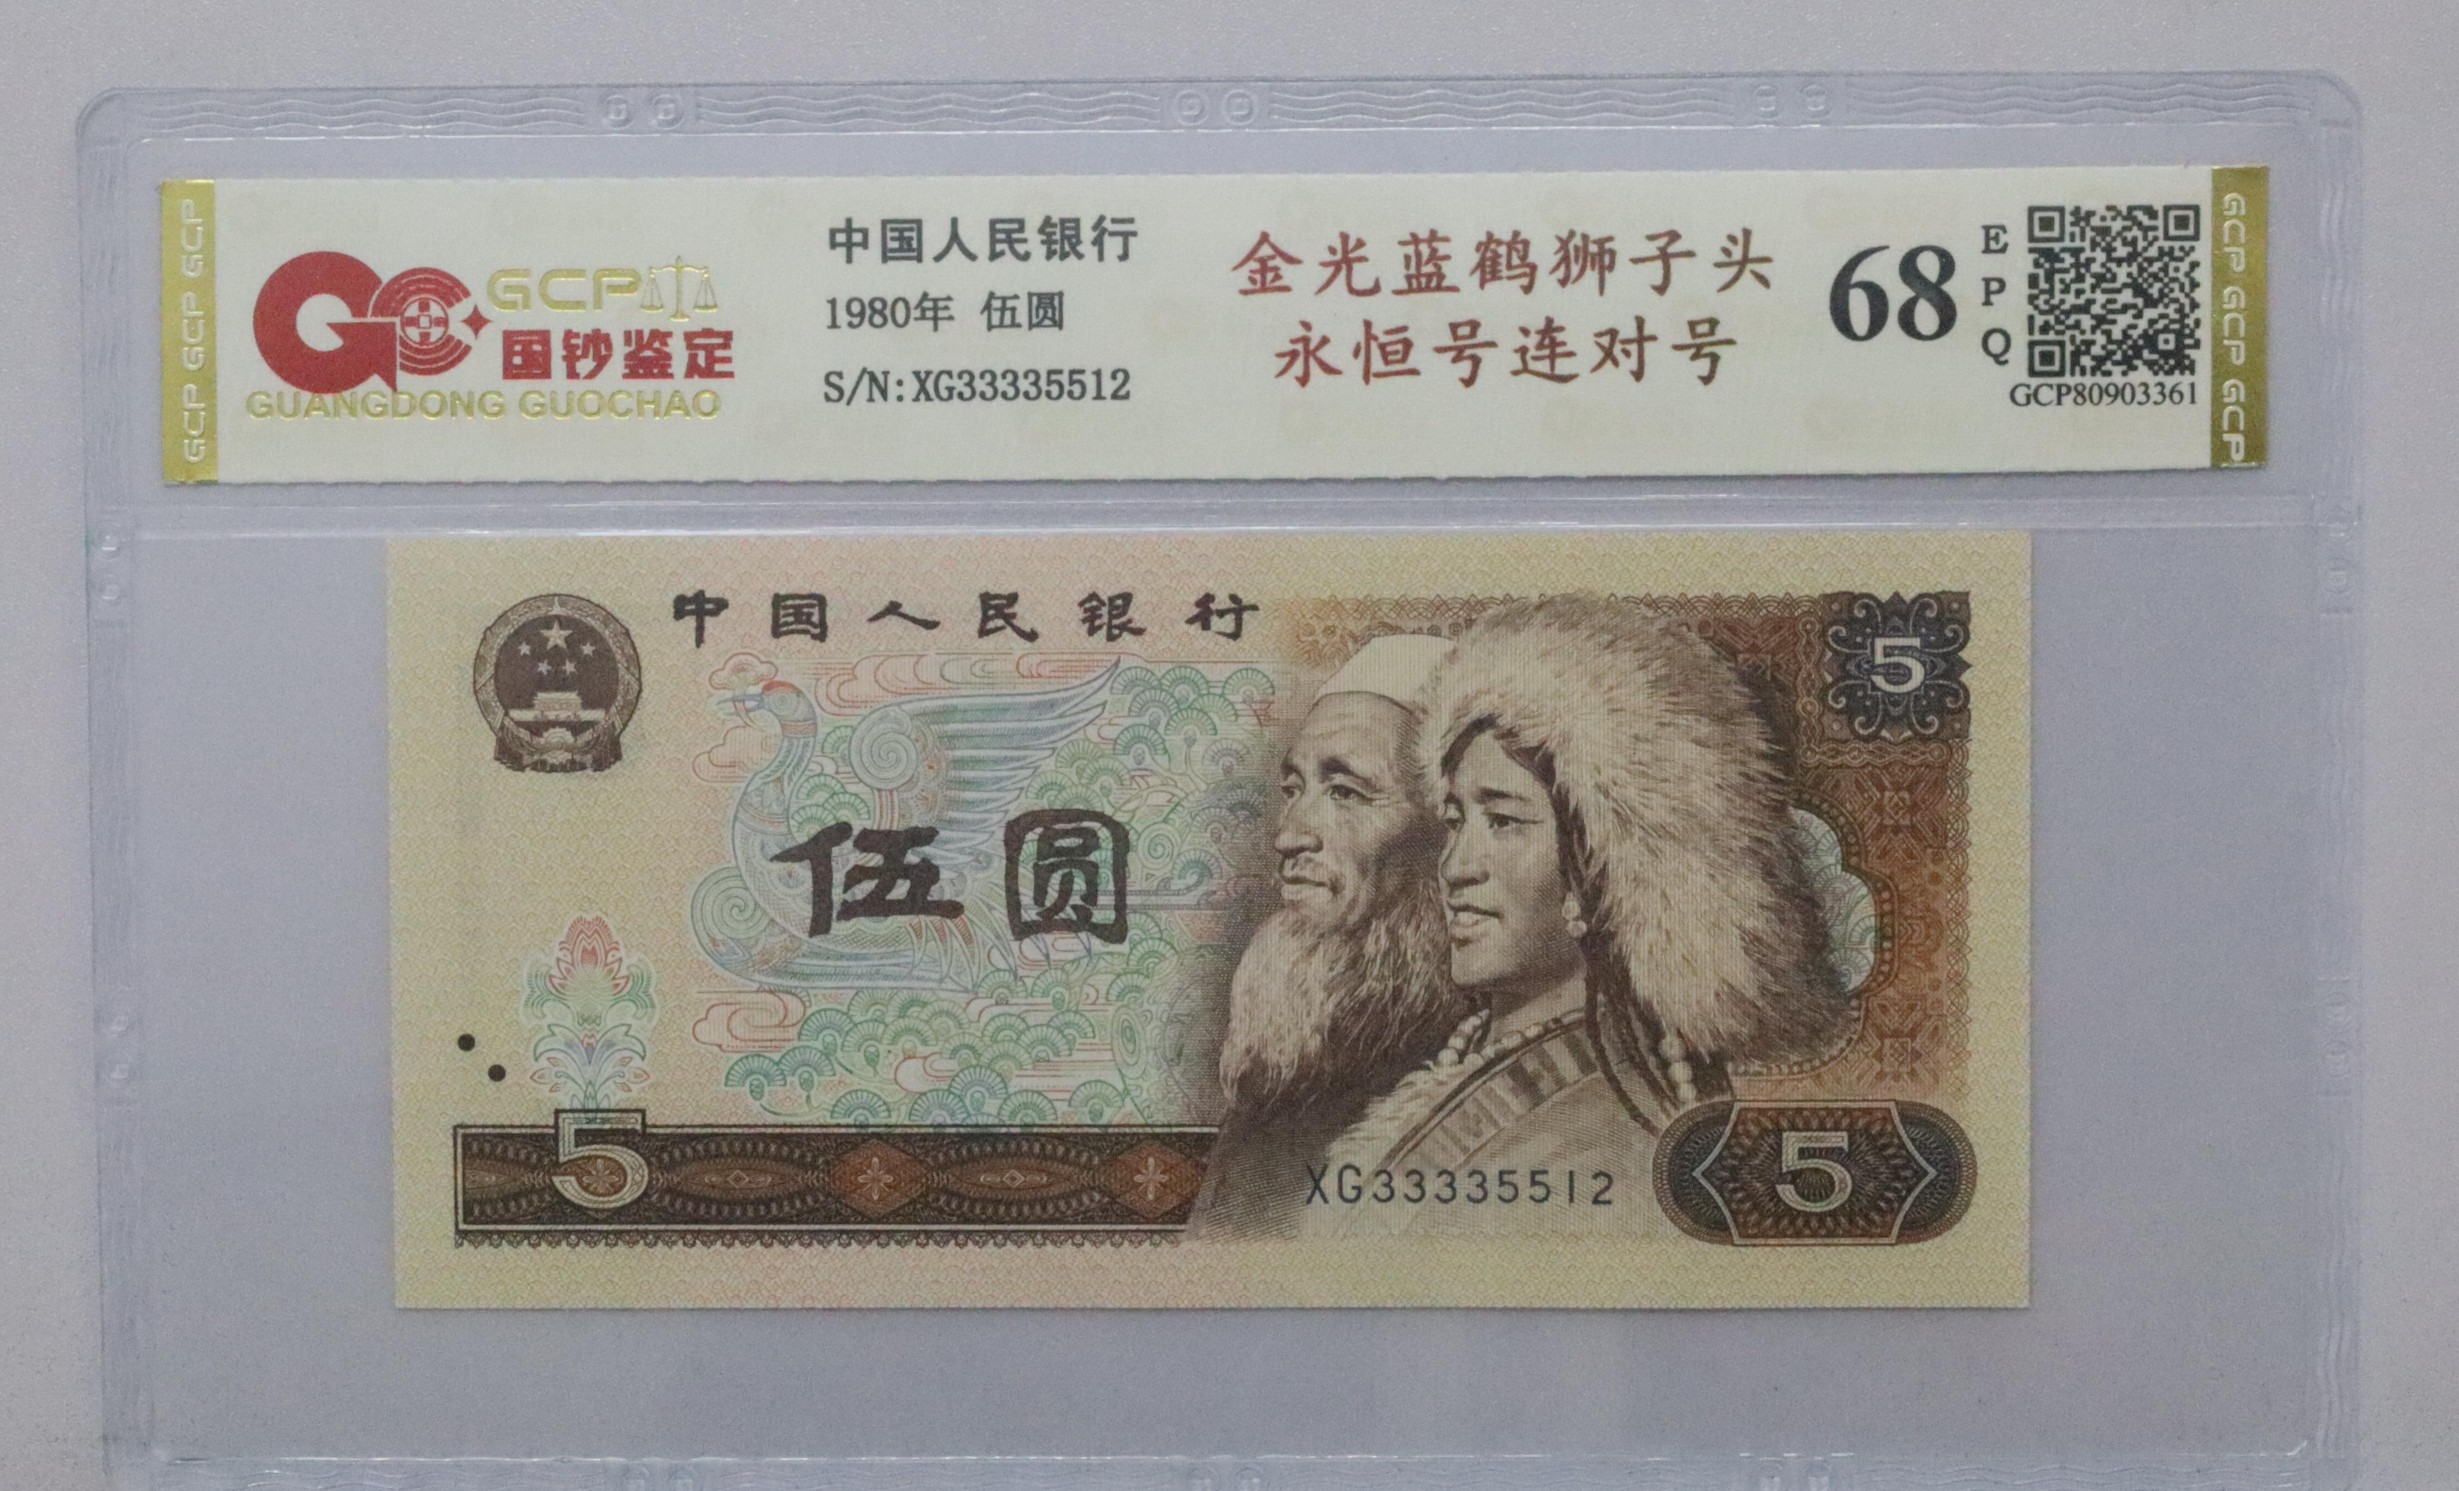 GCP GCP GCP
GCP
国钞鉴定
GUANGDONG GUOCHAO
中国人民银行
1980年 伍圆
S/N:XG33335512
金光蓝鹤狮子头
永恒号连对号
68
EPQ
GCP80903361
GCP GCP GCP
中国人民银行
5
伍圆
5
XG33335512
5